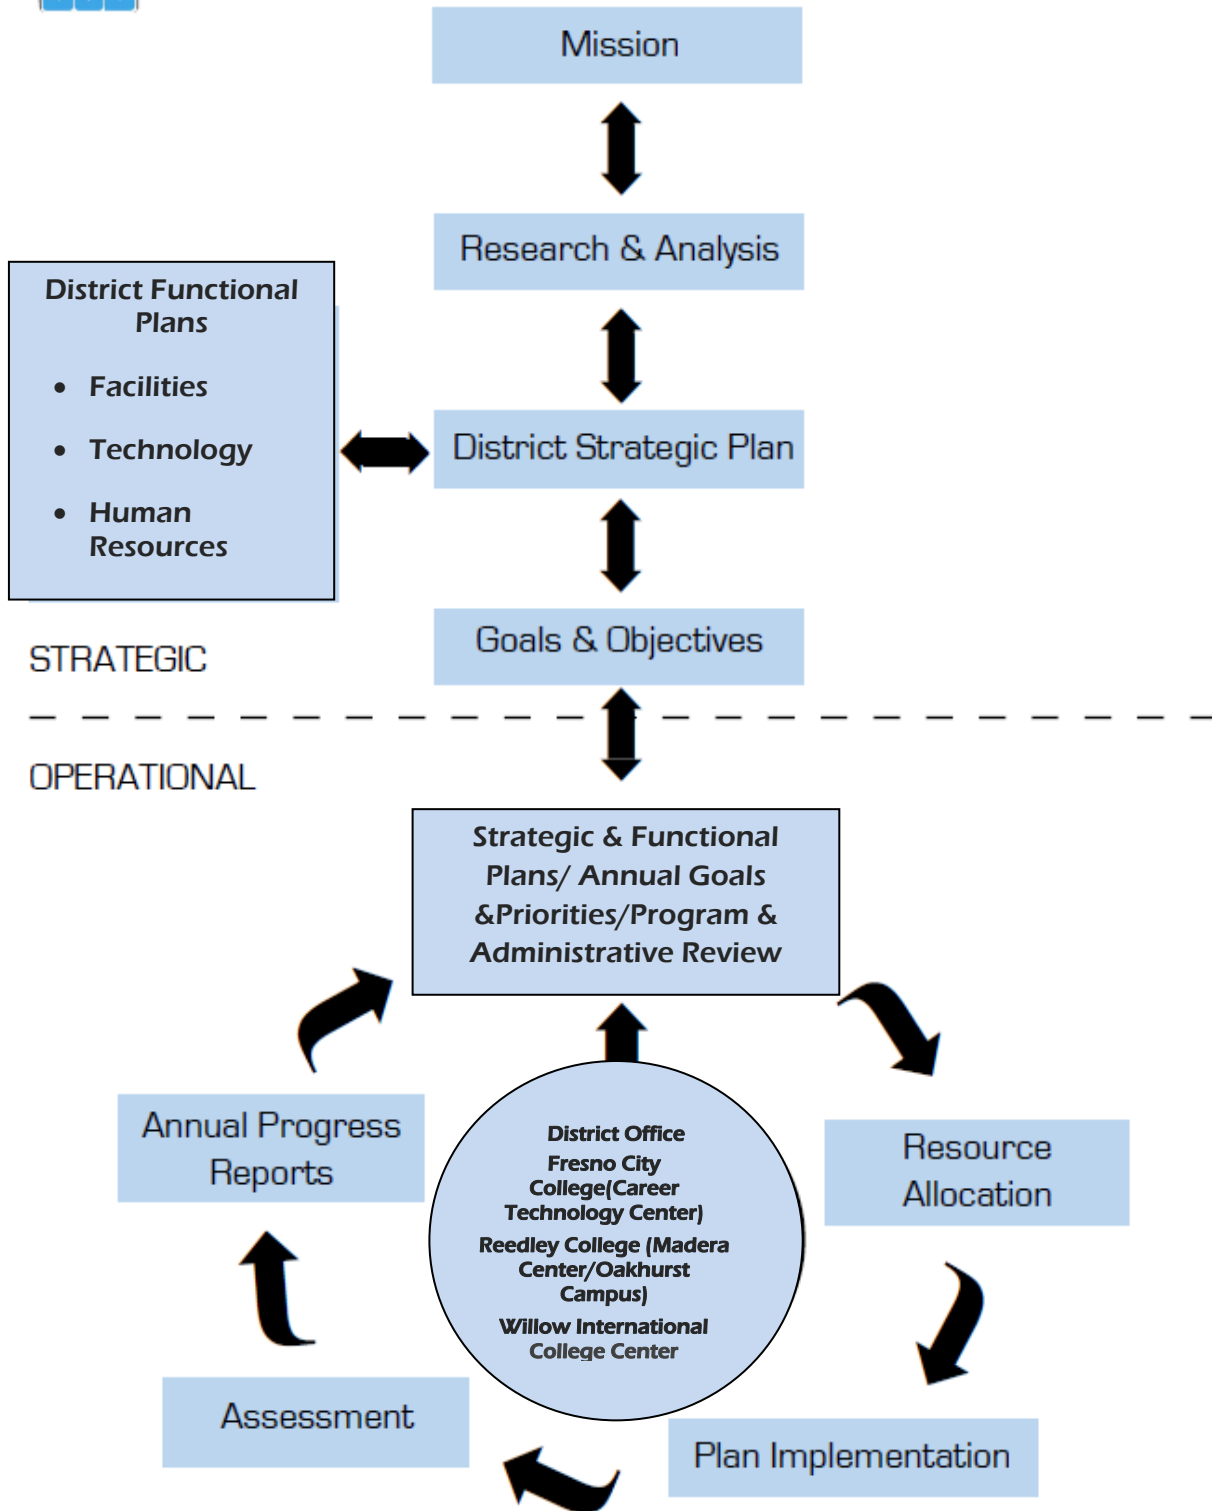 Mission
Research & Analysis
District Functional
Plans
• Facilities
• Technology
• Human
Resources
District Strategic Plan
Goals & Objectives
STRATEGIC
OPERATIONAL
Strategic & Functional
Plans/ Annual Goals
&Priorities/Program &
Administrative Review
Annual Progress
Reports
District Office
Fresno City
College(Career
Technology Center)
Reedley College (Madera
Center/Oakhurst
Campus)
Willow International
College Center
Resource
Allocation
Assessment
Plan Implementation